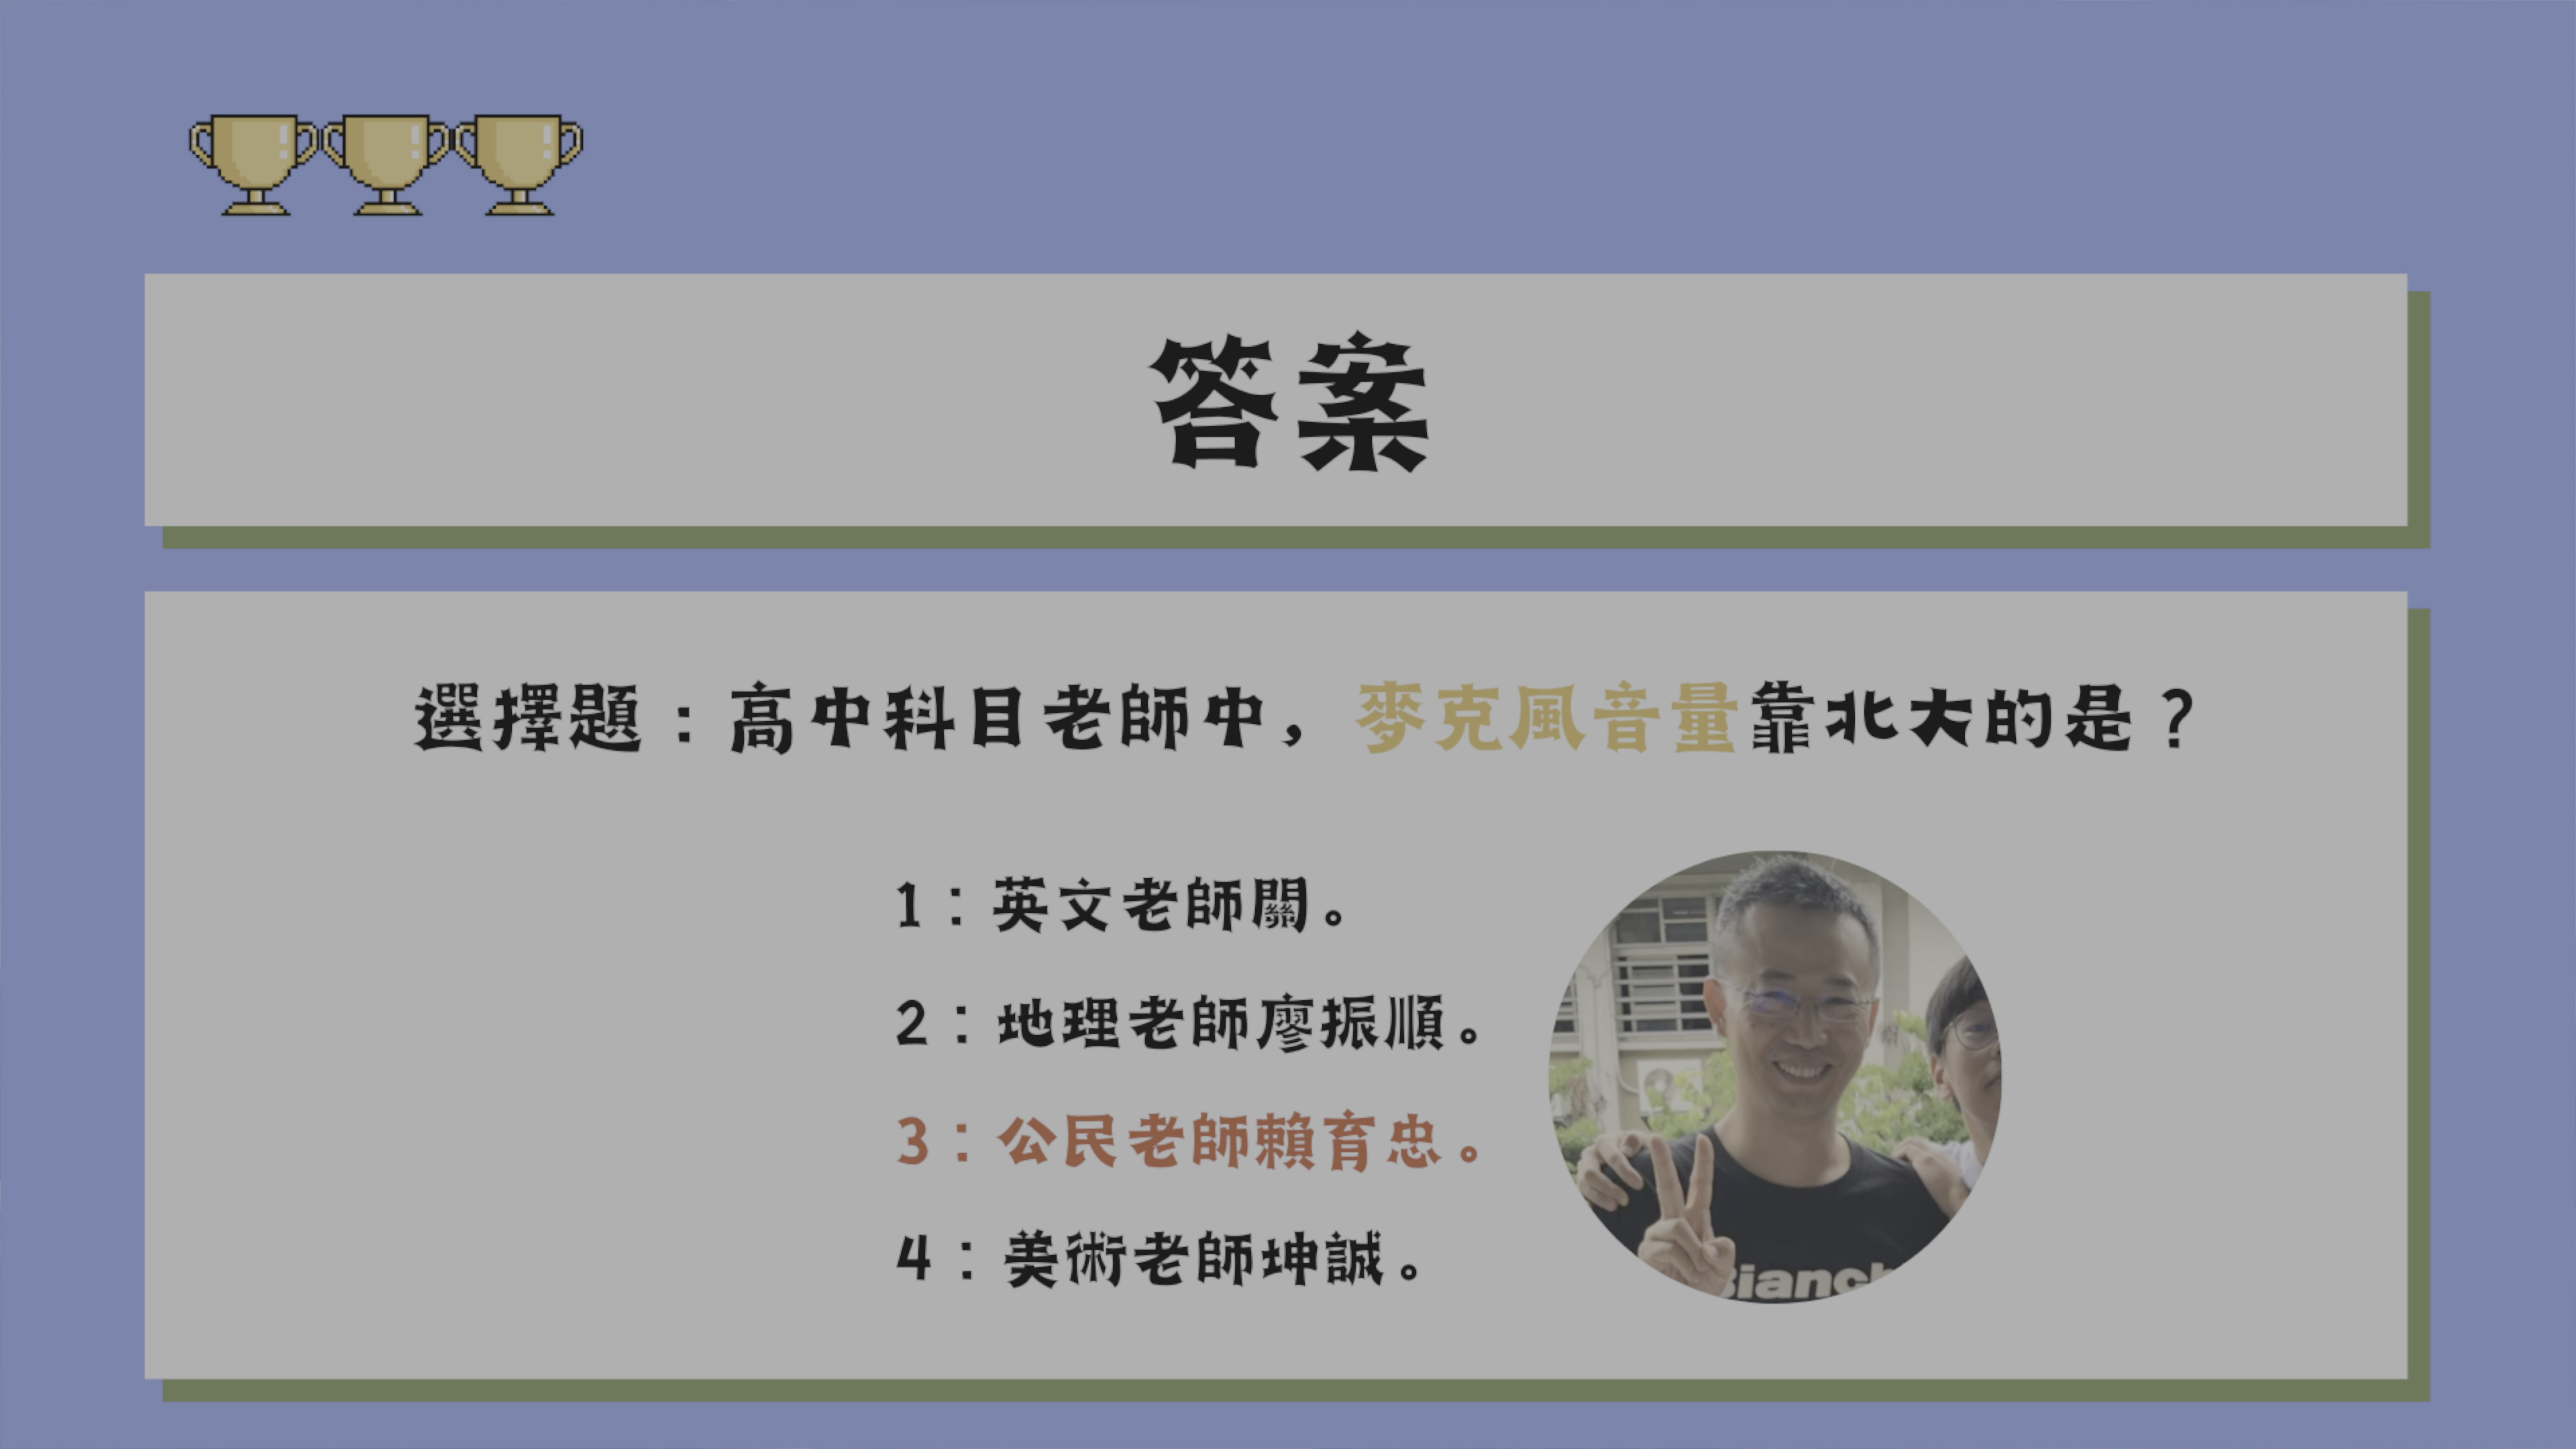 答案
選擇題：高中科目老師中，麥克風音量靠北大的是？
1：英文老師關。
2：地理老師廖振順。
3：公民老師賴育忠。
4：美術老師坤誠。
Bianch